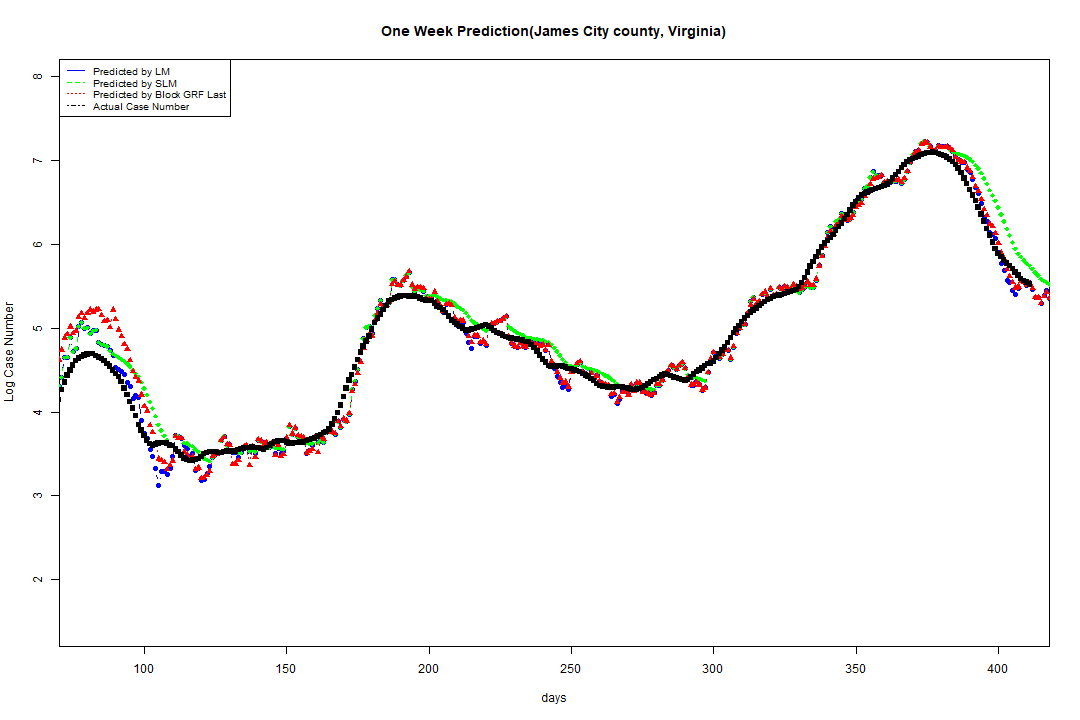 One Week Prediction(James City county, Virginia)
Predicted by LM
Predicted by SLM
Predicted by Block GRF Last
Actual Case Number
Log Case Number
8
7
6
5
4
3
2
100 150 200 250 300 350 400
days